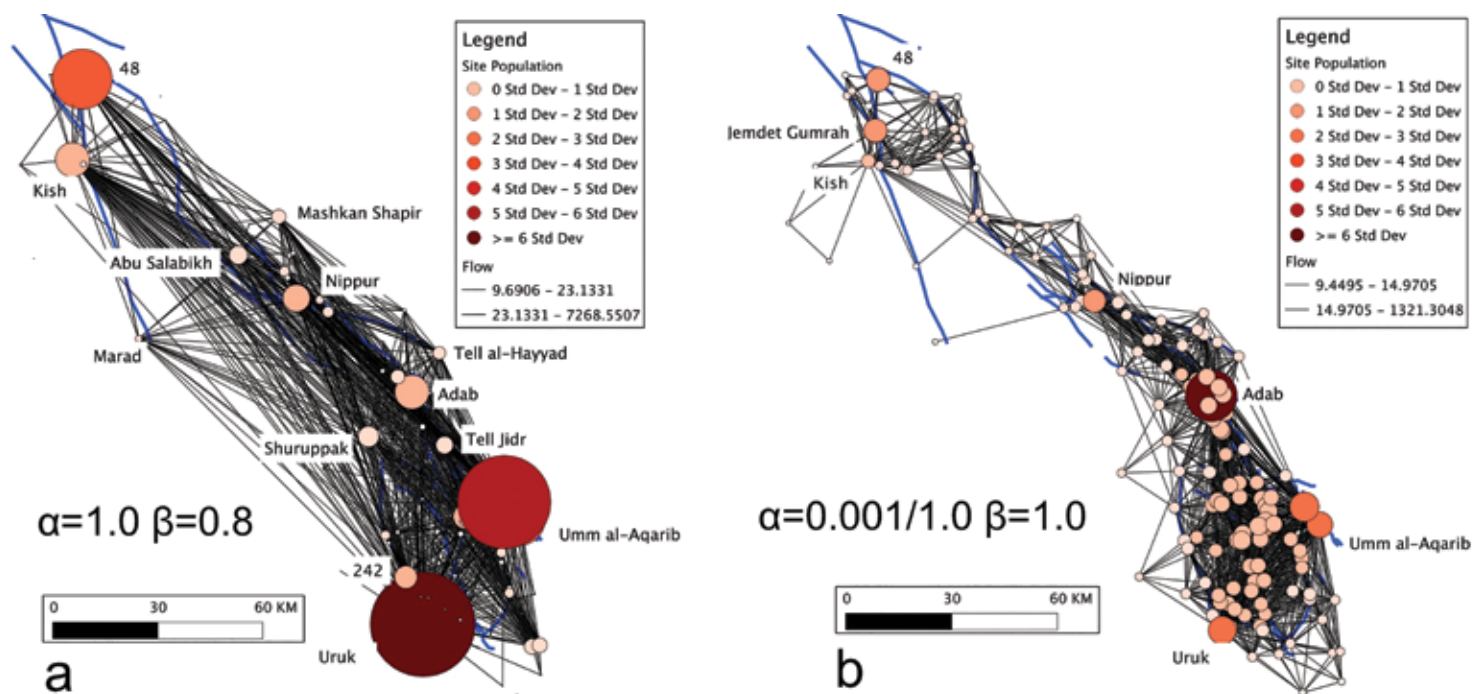 48
Kish
Mashkan Shapir
Abu Salabikh
Nippur
Marad
Tell al-Hayyad
Adab
Shuruppak
Tell Jidr
Umm al-Aqarib
242
Uruk
α=1.0 β=0.8
0 30 60 KM
a
Legend
Site Population
0 Std Dev - 1 Std Dev
1 Std Dev - 2 Std Dev
2 Std Dev - 3 Std Dev
3 Std Dev - 4 Std Dev
4 Std Dev - 5 Std Dev
5 Std Dev - 6 Std Dev
>= 6 Std Dev
Flow
9.6906 - 23.1331
23.1331 - 7268.5507
48
Jemdet Gumrah
Kish
Nippur
Adab
Umm al-Aqarib
Uruk
α=0.001/1.0 β=1.0
0 30 60 KM
b
Legend
Site Population
0 Std Dev - 1 Std Dev
1 Std Dev - 2 Std Dev
2 Std Dev - 3 Std Dev
3 Std Dev - 4 Std Dev
4 Std Dev - 5 Std Dev
5 Std Dev - 6 Std Dev
>= 6 Std Dev
Flow
9.4495 - 14.9705
14.9705 - 1321.3048